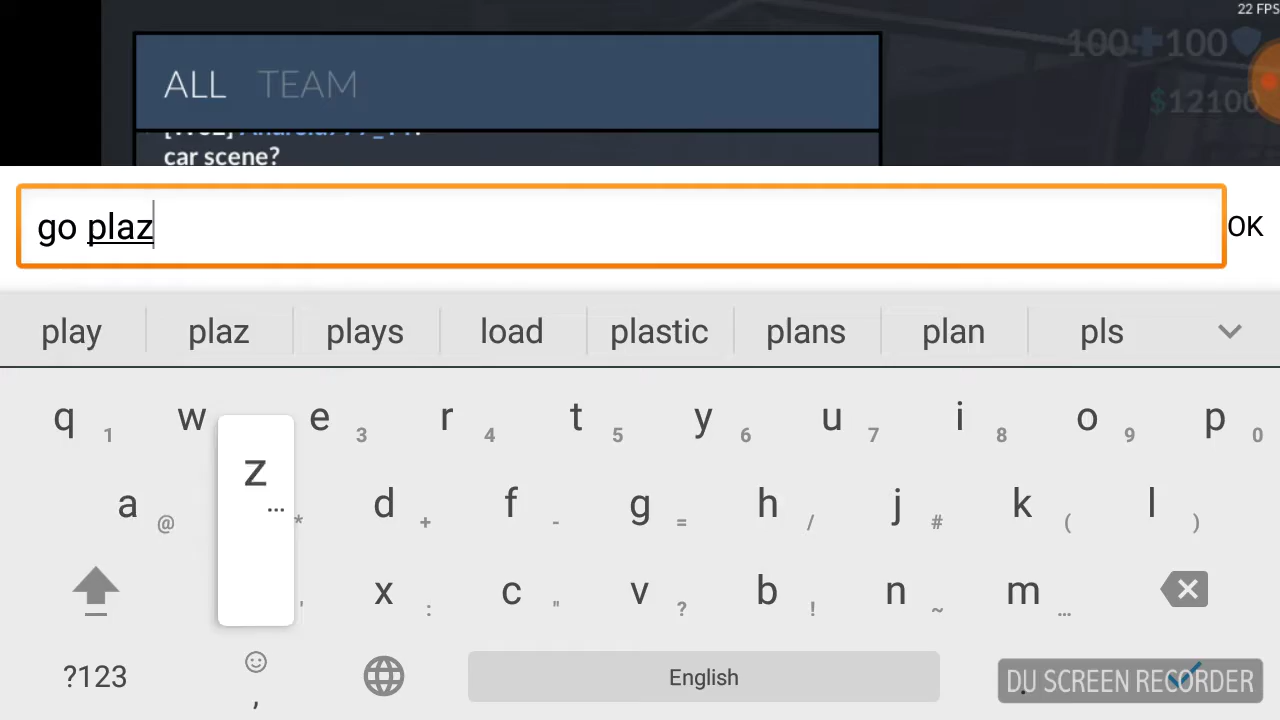 22 FPS
100 100
$12100
ALL TEAM
car scene?
go plaz
OK
play plaz plays load plastic plans plan pls
q 1 w e 3 r 4 t 5 y 6 u 7 i 8 o 9 p 0
a @ * d + f - g = h / j # k ( l )
z ...
' x : c " v ? b ! n ~ m …
?123 , English .
DU SCREEN RECORDER